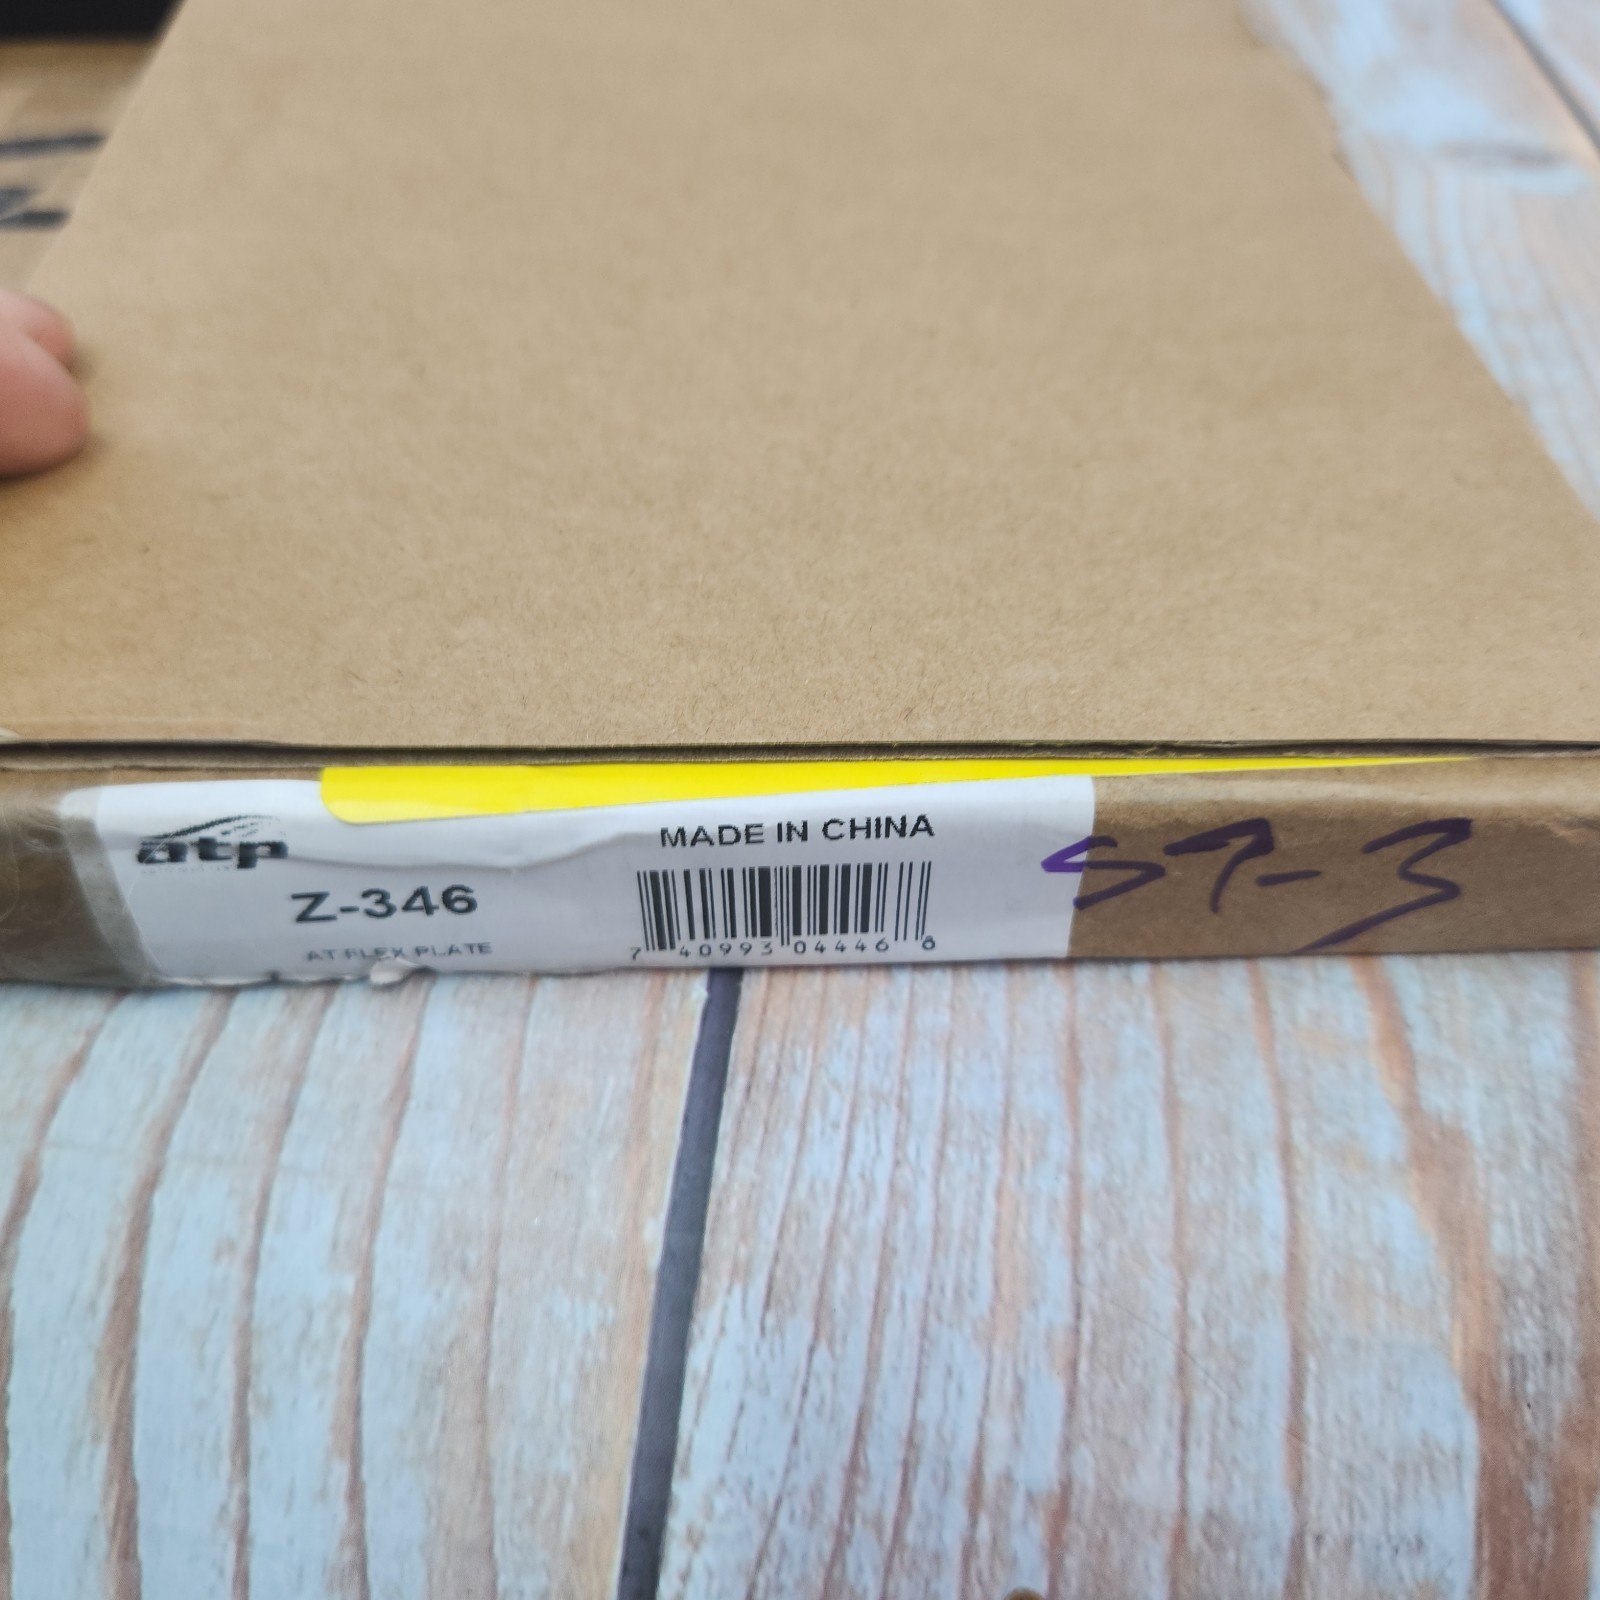 atp
MADE IN CHINA
Z-346
AT FLEX PLATE
7 40993 04446 8
57-3